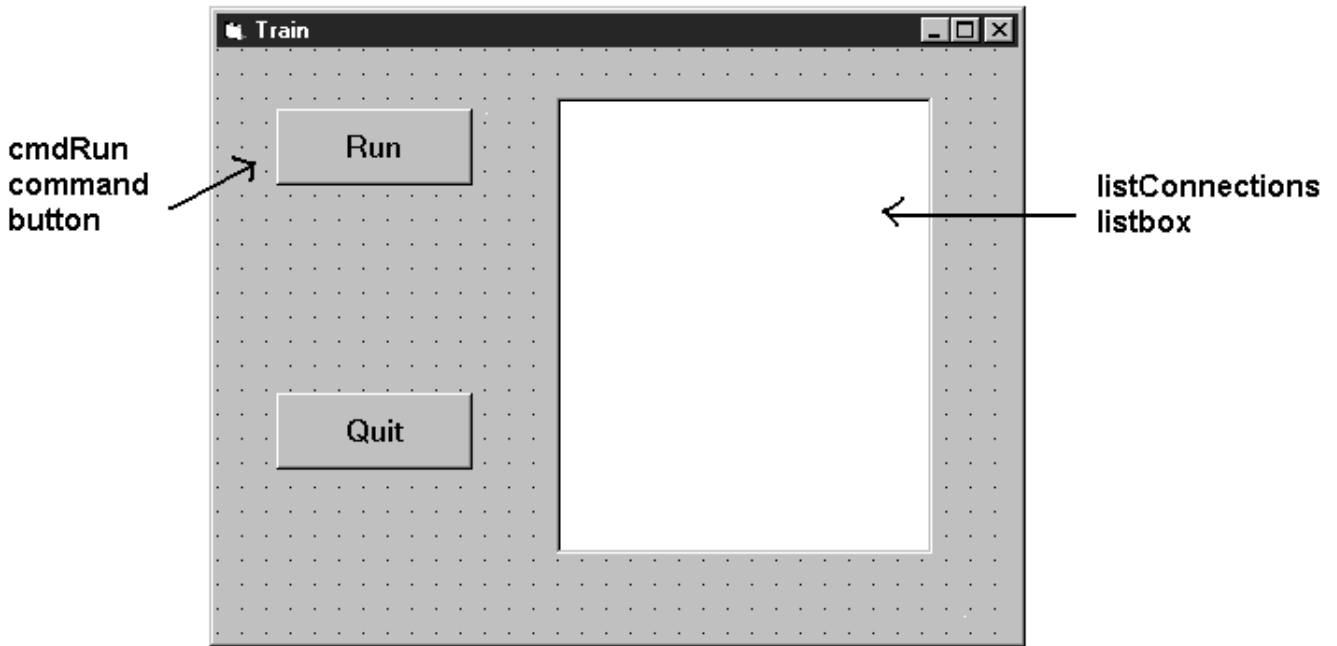 Train
cmdRun
command
button
Run
listConnections
listbox
Quit